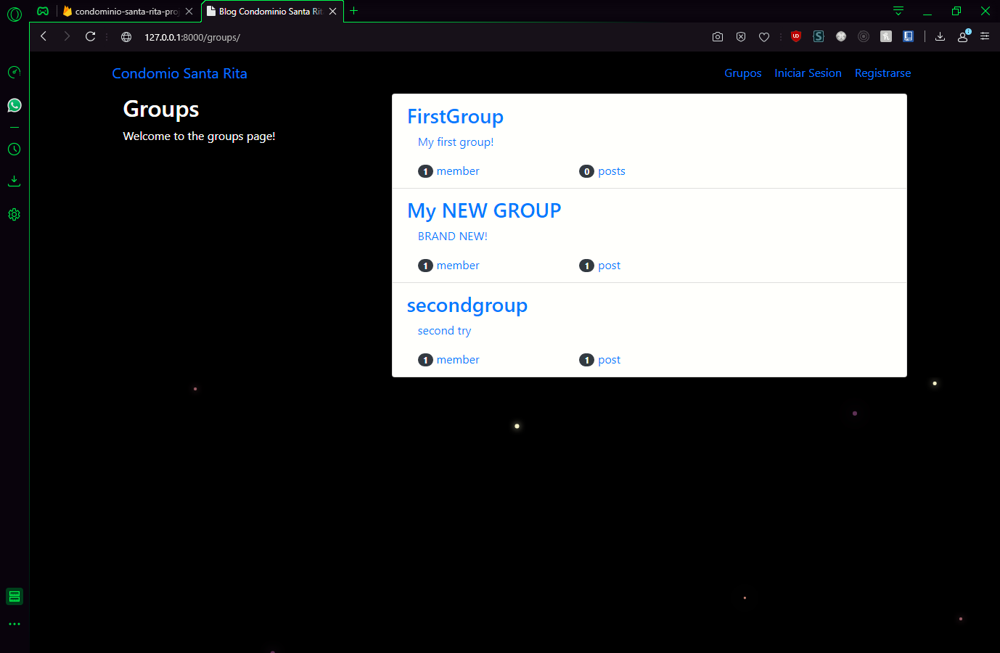 condominio-santa-rita-proj
Blog Condominio Santa Rit
127.0.0.1:8000/groups/
Condomio Santa Rita
Grupos Iniciar Sesion Registrarse
Groups
Welcome to the groups page!
FirstGroup
My first group!
1 member 0 posts
My NEW GROUP
BRAND NEW!
1 member 1 post
secondgroup
second try
1 member 1 post